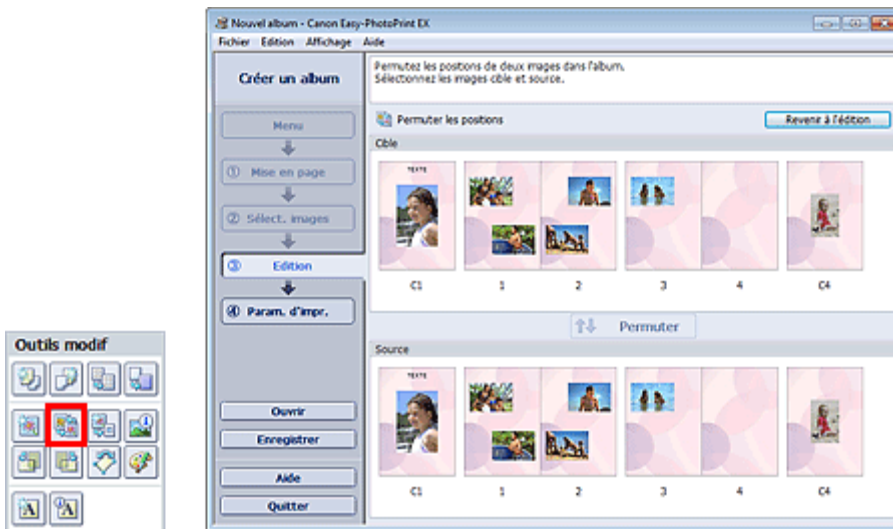 Nouvel album - Canon Easy-PhotoPrint EX
Fichier Edition Affichage Aide
Créer un album
Permutez les positions de deux images dans l'album.
Sélectionnez les images cible et source.
Menu
① Mise en page
② Sélect. images
③ Edition
④ Param. d'impr.
Ouvrir
Enregistrer
Aide
Quitter
Permuter les positions
Revenir à l'édition
Cible
TEXTE
C1 1 2 3 4 C4
Permuter
Source
TEXTE
C1 1 2 3 4 C4
Outils modif